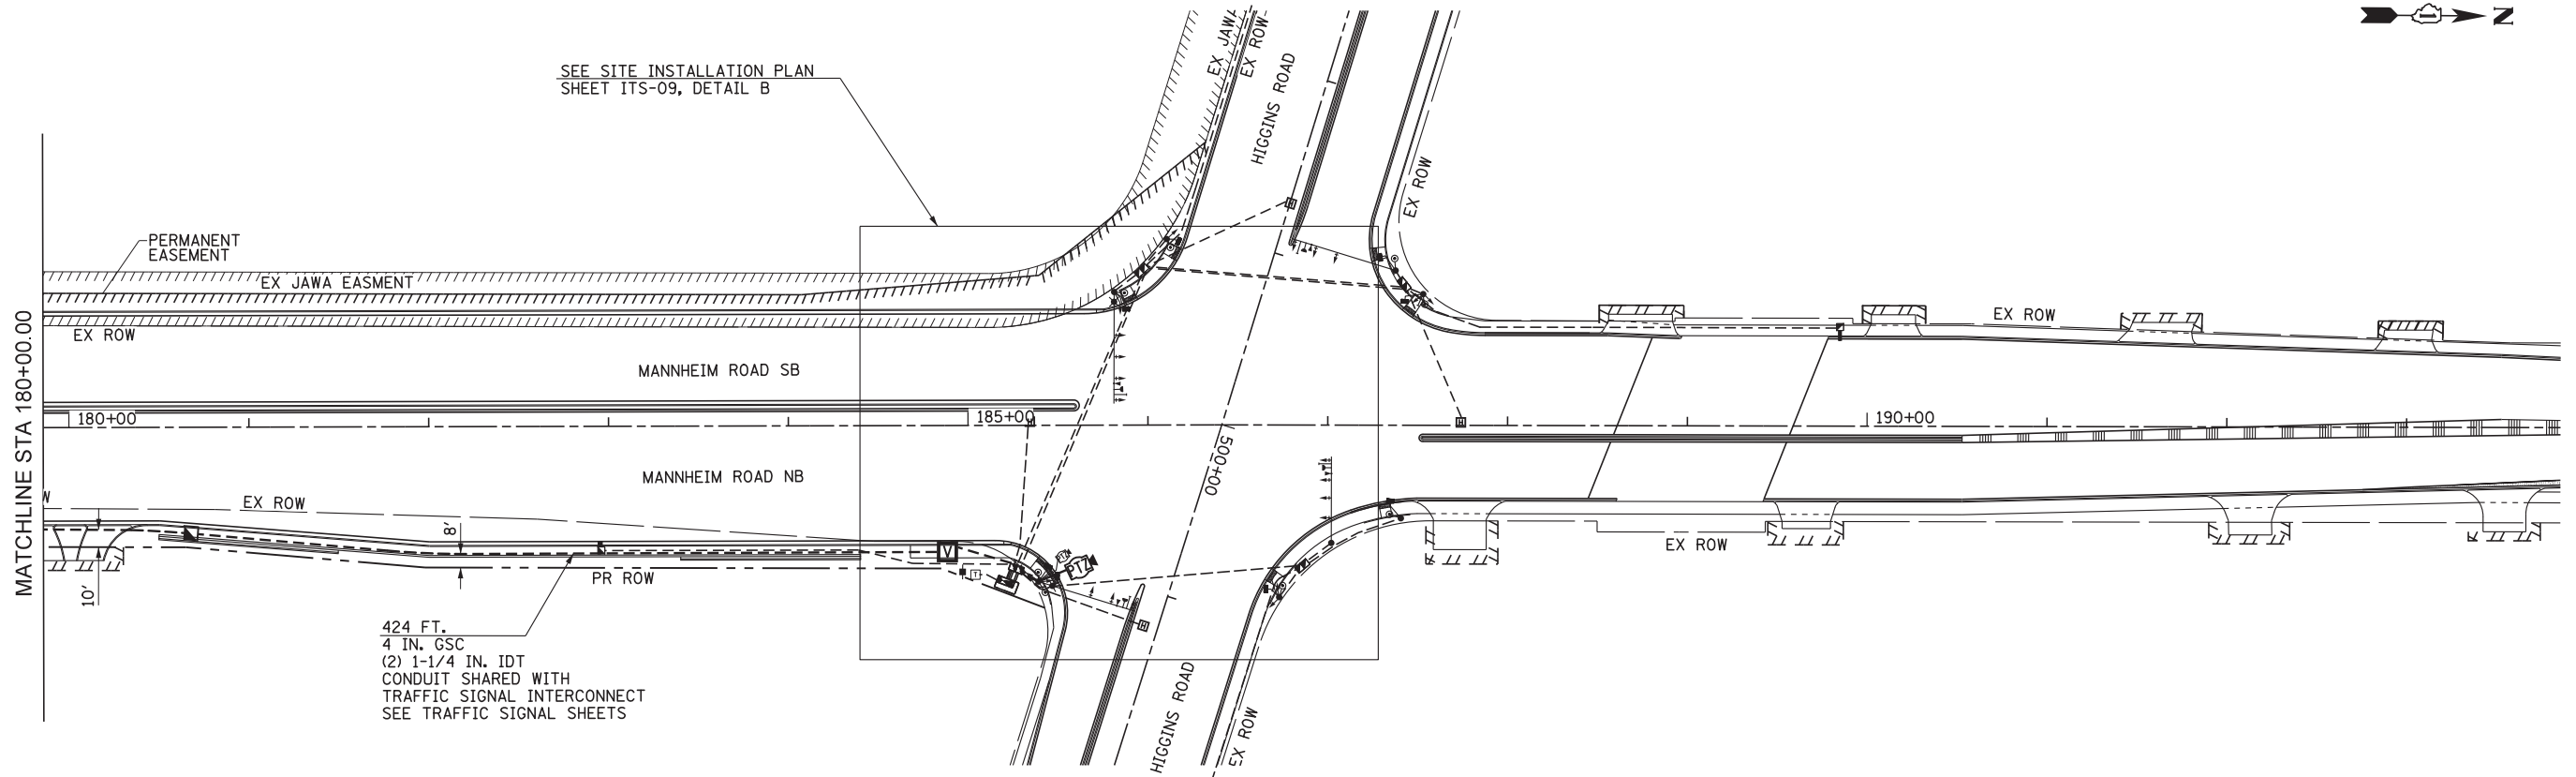 N
EX JAWA
EX ROW
SEE SITE INSTALLATION PLAN
SHEET ITS-09, DETAIL B
HIGGINS ROAD
EX ROW
PERMANENT
EASEMENT
EX JAWA EASMENT
EX ROW
EX ROW
MATCHLINE STA 180+00.00
MANNHEIM ROAD SB
180+00
185+00
190+00
500+00
MANNHEIM ROAD NB
W
EX ROW
8'
10'
PR ROW
V
T
PTZ
PTZ
H
H
H
EX ROW
424 FT.
4 IN. GSC
(2) 1-1/4 IN. IDT
CONDUIT SHARED WITH
TRAFFIC SIGNAL INTERCONNECT
SEE TRAFFIC SIGNAL SHEETS
HIGGINS ROAD
EX ROW